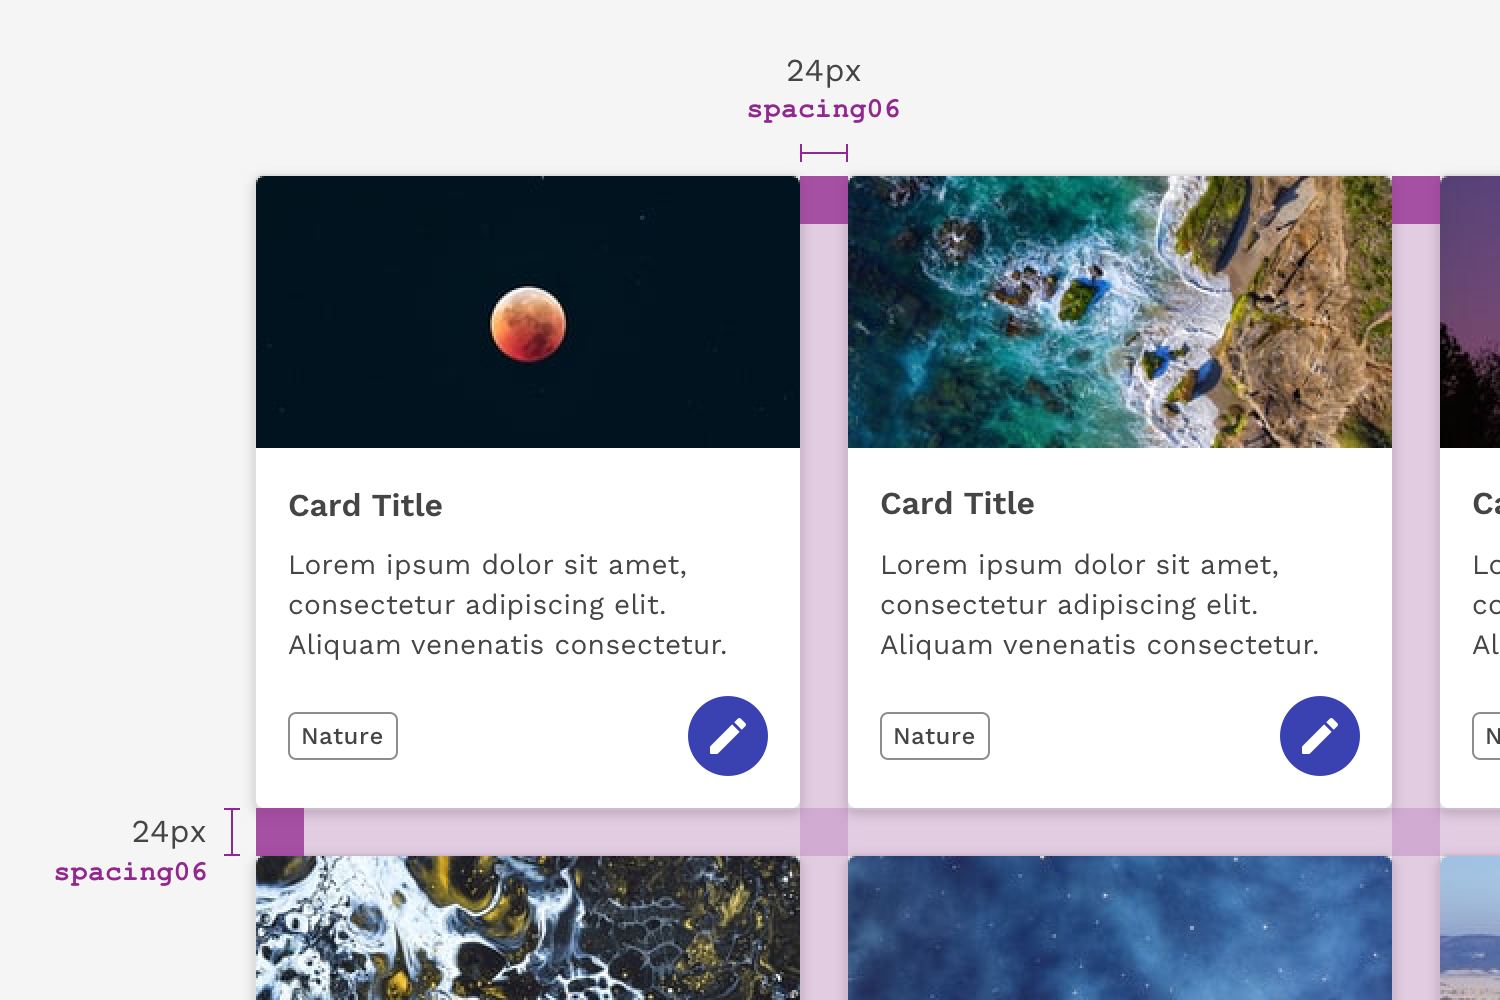 24px
spacing06
Card Title
Lorem ipsum dolor sit amet,
consectetur adipiscing elit.
Aliquam venenatis consectetur.
Nature
Card Title
Lorem ipsum dolor sit amet,
consectetur adipiscing elit.
Aliquam venenatis consectetur.
Nature
Ca
Lo
co
Al
N
24px
spacing06